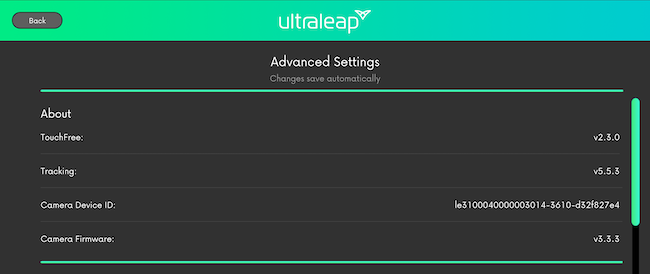 Back
ultraleap
Advanced Settings
Changes save automatically
About
TouchFree: v2.3.0
Tracking: v5.5.3
Camera Device ID: le3100040000003014-3610-d32f827e4
Camera Firmware: v3.3.3